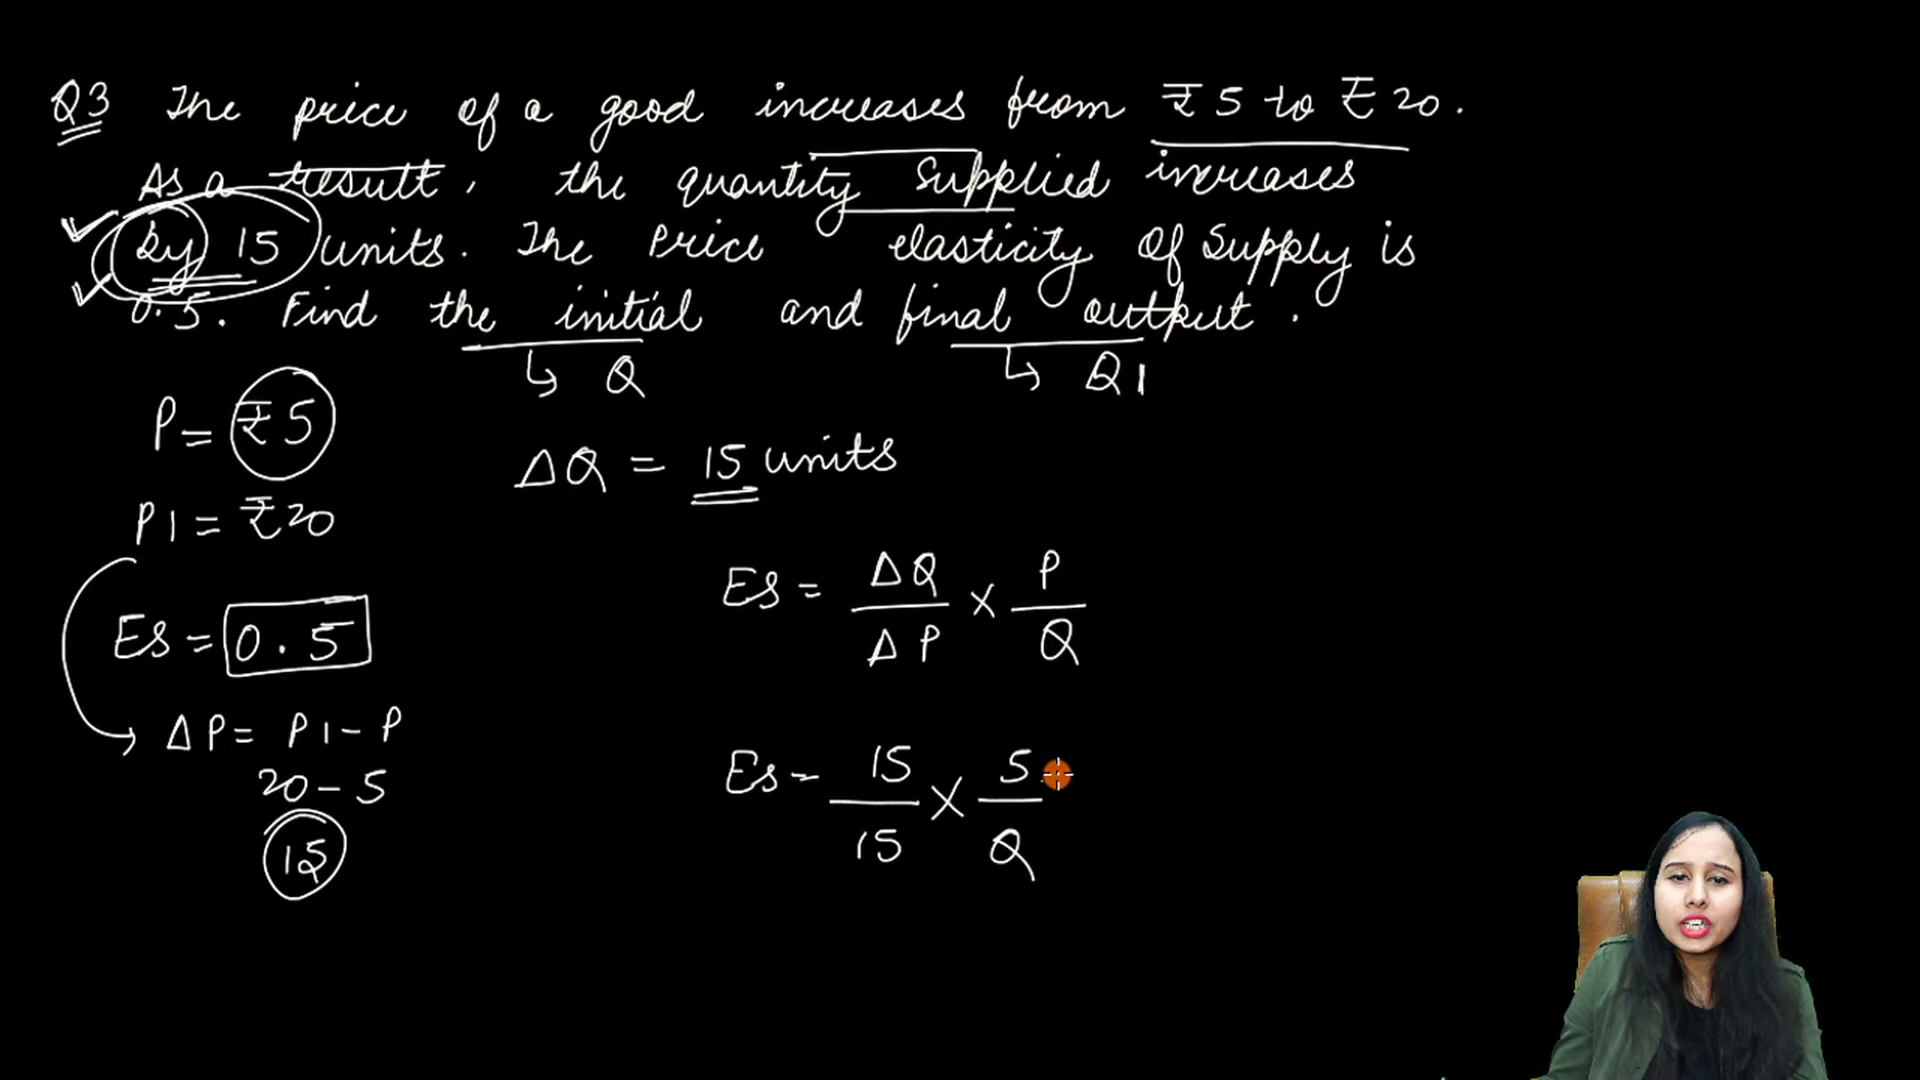 Q3 The price of a good increases from ₹5 to ₹20.
As a result, the quantity supplied increases
by 15 units. The Price elasticity of supply is
0.5. Find the initial and final output.
↳ Q ↳ Q1
P = ₹5
ΔQ = 15 units
P1 = ₹20
Es = ΔQ/ΔP × P/Q
Es = 0.5
ΔP = P1 - P
20 - 5
15
Es = 15/15 × 5/Q